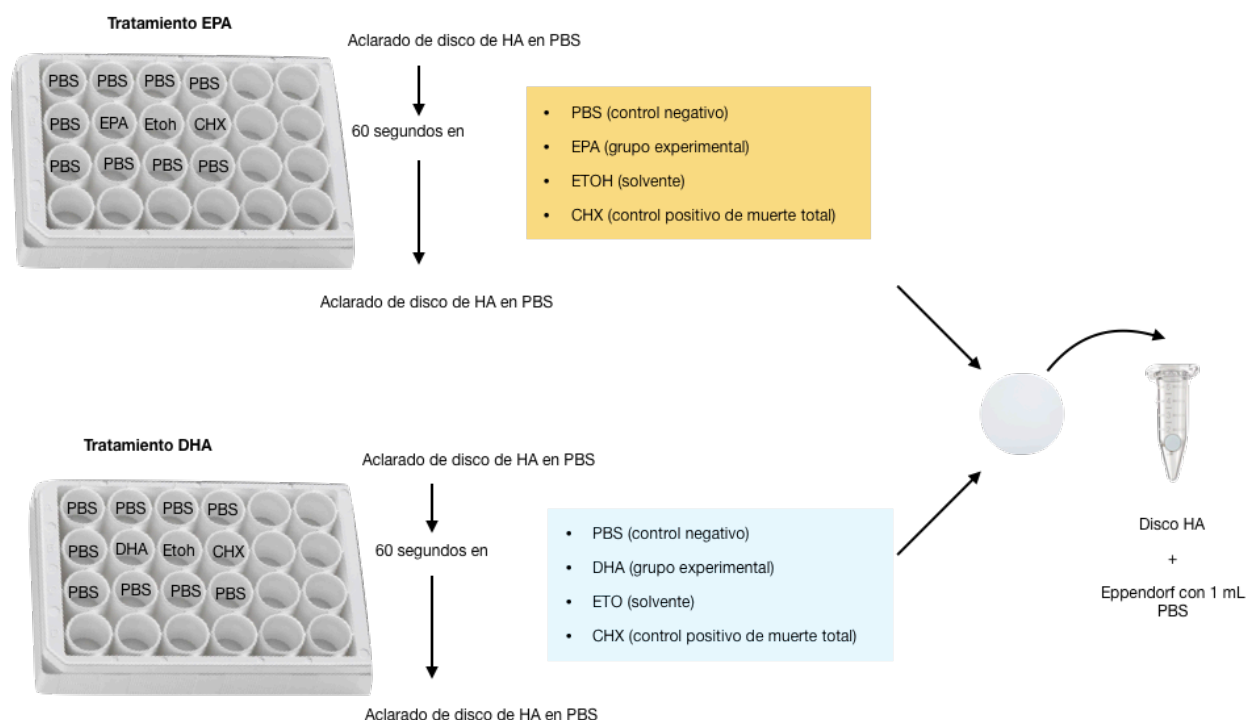 Tratamiento EPA
PBS PBS PBS PBS
PBS EPA Etoh CHX
PBS PBS PBS PBS
Aclarado de disco de HA en PBS
60 segundos en
Aclarado de disco de HA en PBS
• PBS (control negativo)
• EPA (grupo experimental)
• ETOH (solvente)
• CHX (control positivo de muerte total)
Tratamiento DHA
PBS PBS PBS PBS
PBS DHA Etoh CHX
PBS PBS PBS PBS
Aclarado de disco de HA en PBS
60 segundos en
Aclarado de disco de HA en PBS
• PBS (control negativo)
• DHA (grupo experimental)
• ETO (solvente)
• CHX (control positivo de muerte total)
Disco HA
+
Eppendorf con 1 mL
PBS